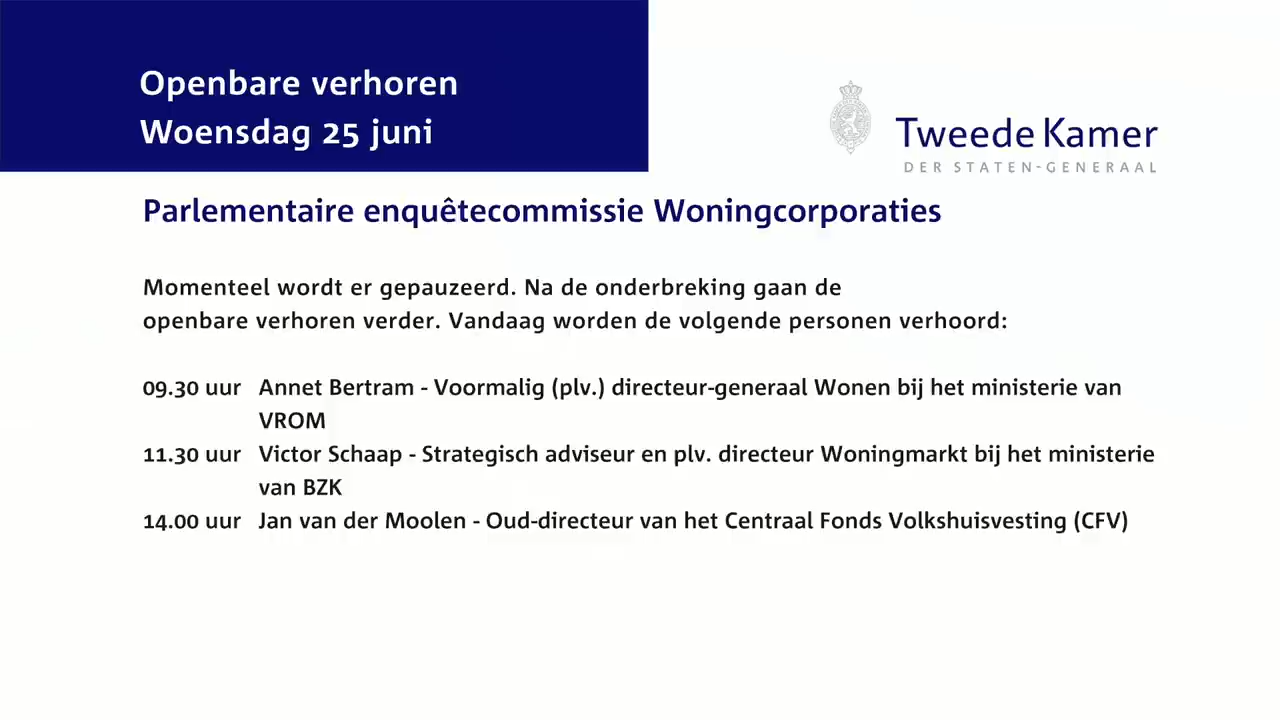 Openbare verhoren
Woensdag 25 juni
Tweede Kamer
DER STATEN-GENERAAL
Parlementaire enquêtecommissie Woningcorporaties
Momenteel wordt er gepauzeerd. Na de onderbreking gaan de
openbare verhoren verder. Vandaag worden de volgende personen verhoord:
09.30 uur Annet Bertram - Voormalig (plv.) directeur-generaal Wonen bij het ministerie van
VROM
11.30 uur Victor Schaap - Strategisch adviseur en plv. directeur Woningmarkt bij het ministerie
van BZK
14.00 uur Jan van der Moolen - Oud-directeur van het Centraal Fonds Volkshuisvesting (CFV)